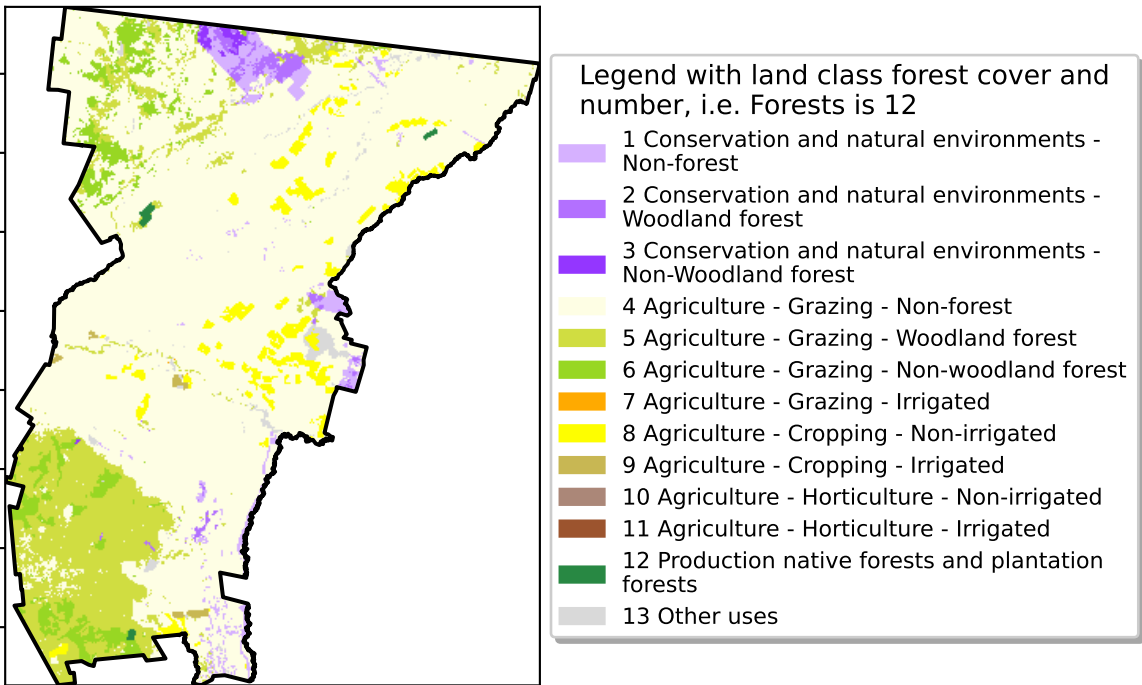 Legend with land class forest cover and
number, i.e. Forests is 12
1 Conservation and natural environments -
Non-forest
2 Conservation and natural environments -
Woodland forest
3 Conservation and natural environments -
Non-Woodland forest
4 Agriculture - Grazing - Non-forest
5 Agriculture - Grazing - Woodland forest
6 Agriculture - Grazing - Non-woodland forest
7 Agriculture - Grazing - Irrigated
8 Agriculture - Cropping - Non-irrigated
9 Agriculture - Cropping - Irrigated
10 Agriculture - Horticulture - Non-irrigated
11 Agriculture - Horticulture - Irrigated
12 Production native forests and plantation
forests
13 Other uses